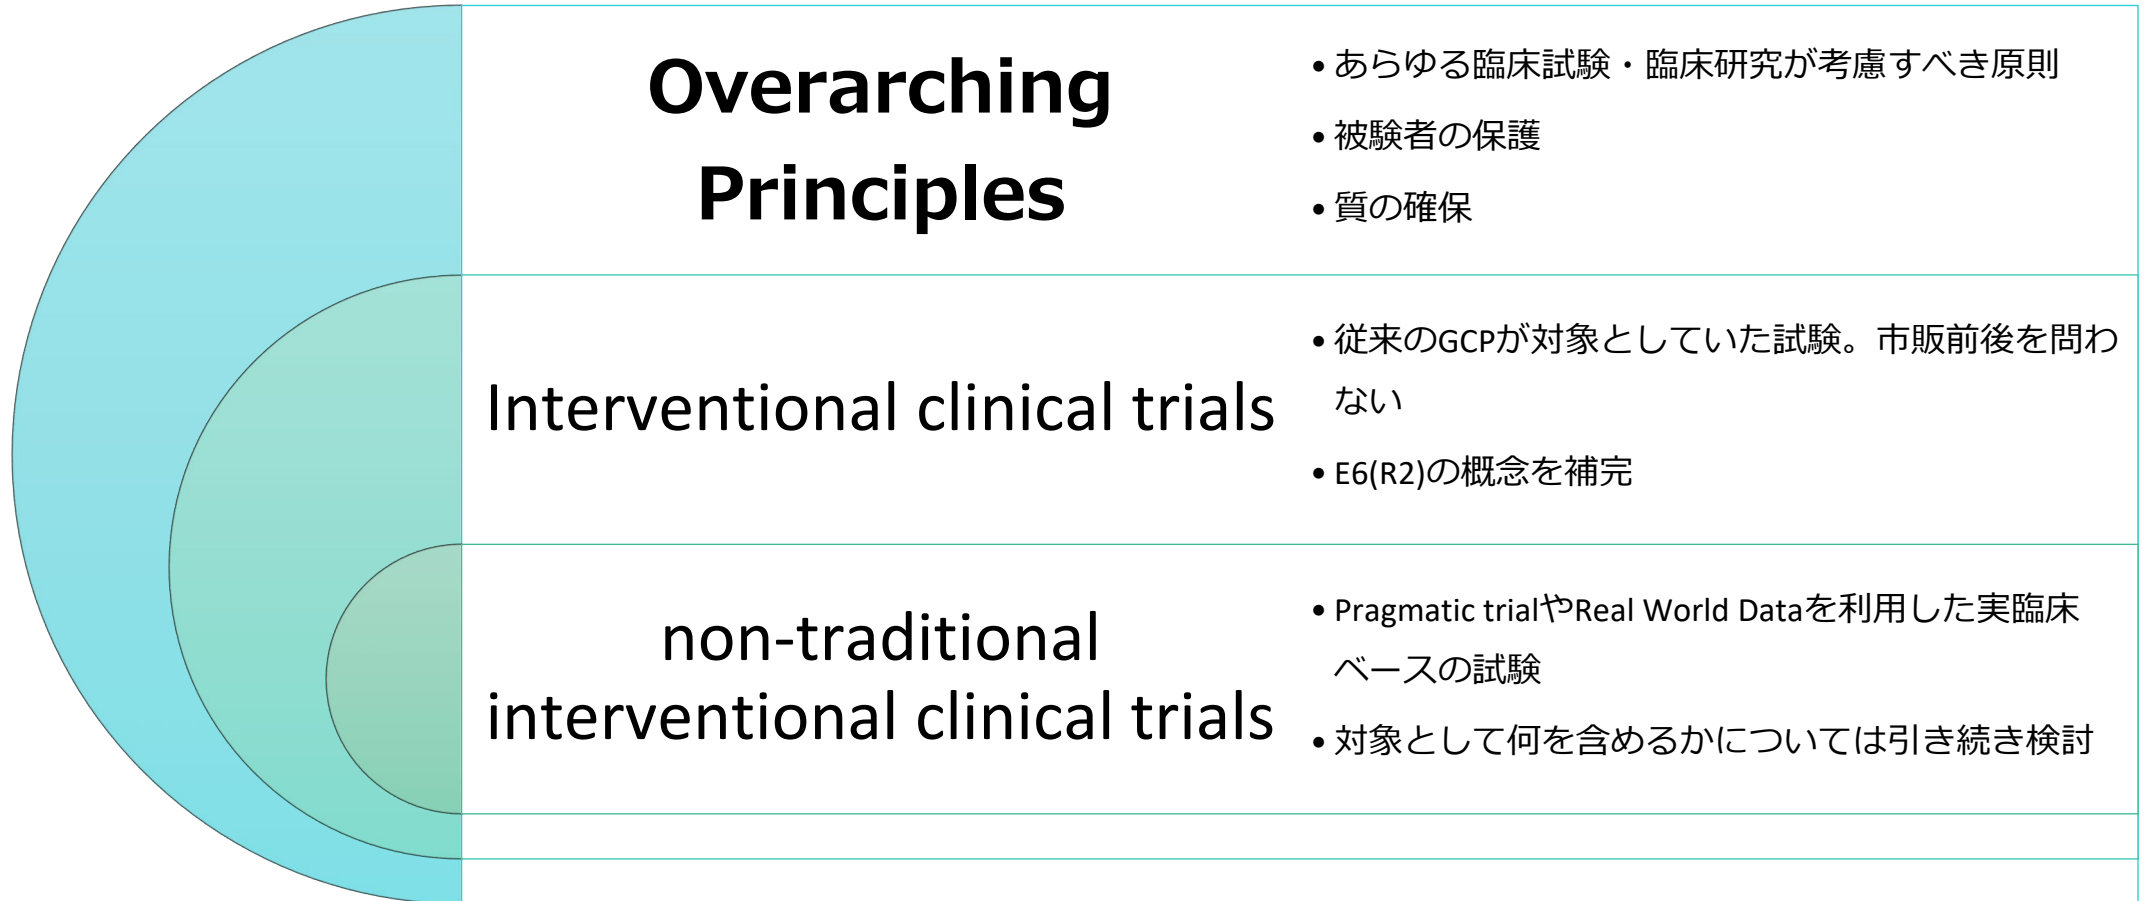 Overarching
Principles
• あらゆる臨床試験・臨床研究が考慮すべき原則
• 被験者の保護
• 質の確保
Interventional clinical trials
• 従来のGCPが対象としていた試験。市販前後を問わ
ない
• E6(R2)の概念を補完
non-traditional
interventional clinical trials
• Pragmatic trialやReal World Dataを利用した実臨床
ベースの試験
• 対象として何を含めるかについては引き続き検討